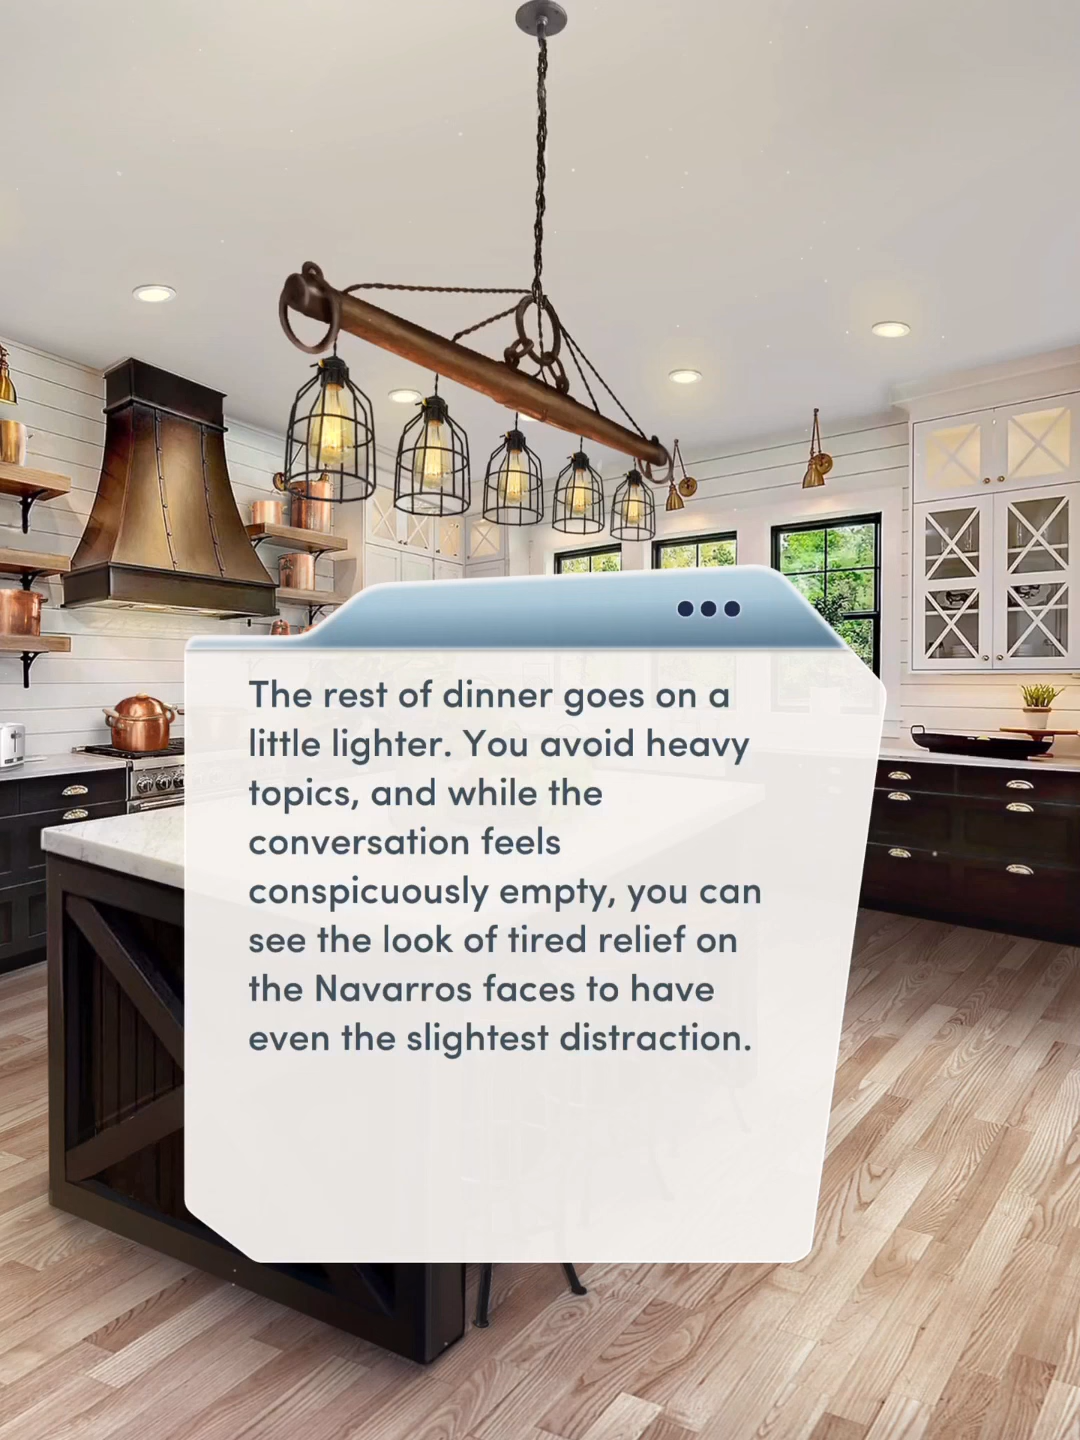 The rest of dinner goes on a
little lighter. You avoid heavy
topics, and while the
conversation feels
conspicuously empty, you can
see the look of tired relief on
the Navarros faces to have
even the slightest distraction.